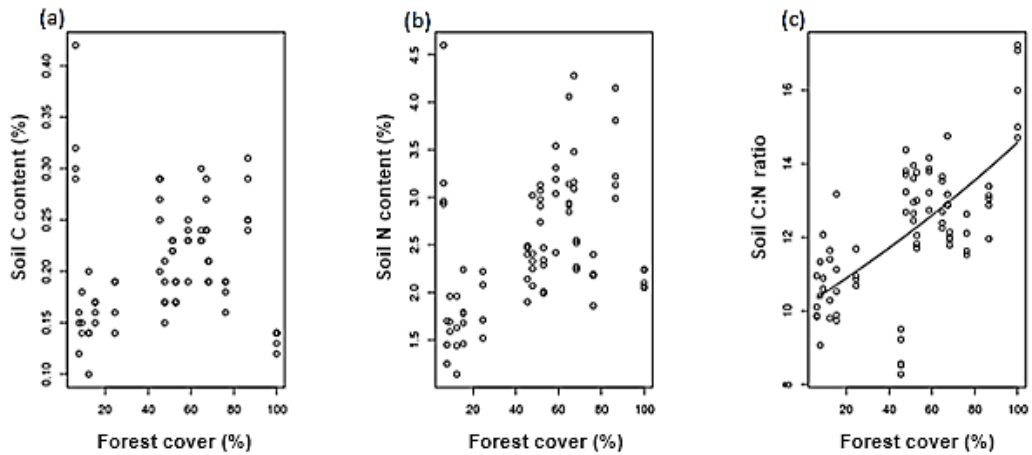 (a)
Soil C content (%)
0.40
0.35
0.30
0.25
0.20
0.15
0.10
20 40 60 80 100
Forest cover (%)
(b)
Soil N content (%)
4.5
4.0
3.5
3.0
2.5
2.0
1.5
20 40 60 80 100
Forest cover (%)
(c)
Soil C:N ratio
16
14
12
10
8
20 40 60 80 100
Forest cover (%)